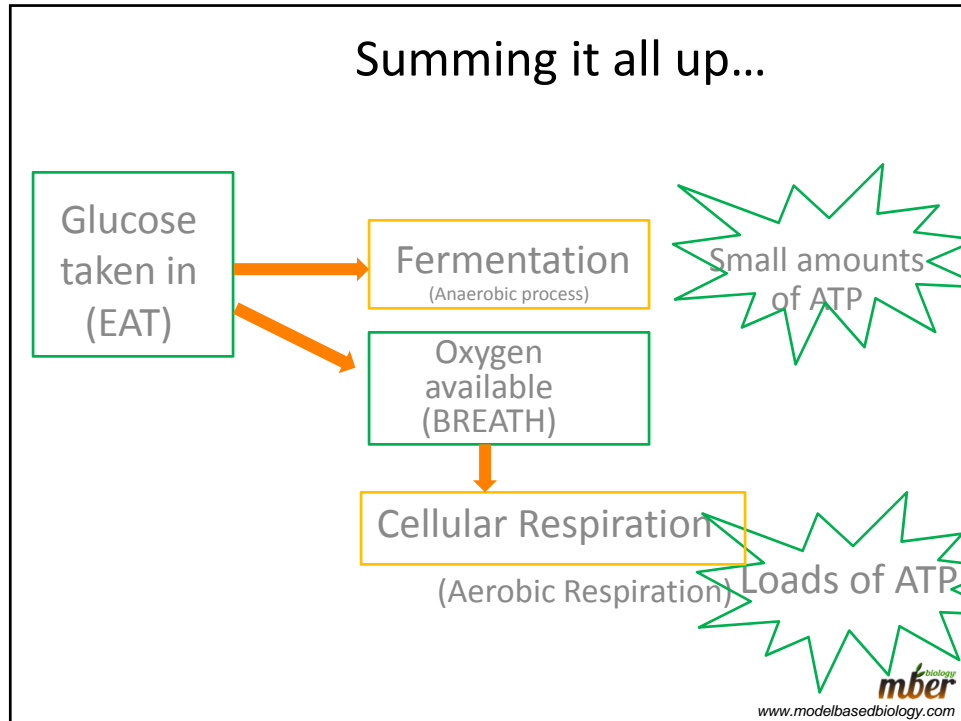 Summing it all up…
Glucose
taken in
(EAT)
Fermentation
(Anaerobic process)
Small amounts
of ATP
Oxygen
available
(BREATH)
Cellular Respiration
(Aerobic Respiration)
Loads of ATP
biology
mber
www.modelbasedbiology.com